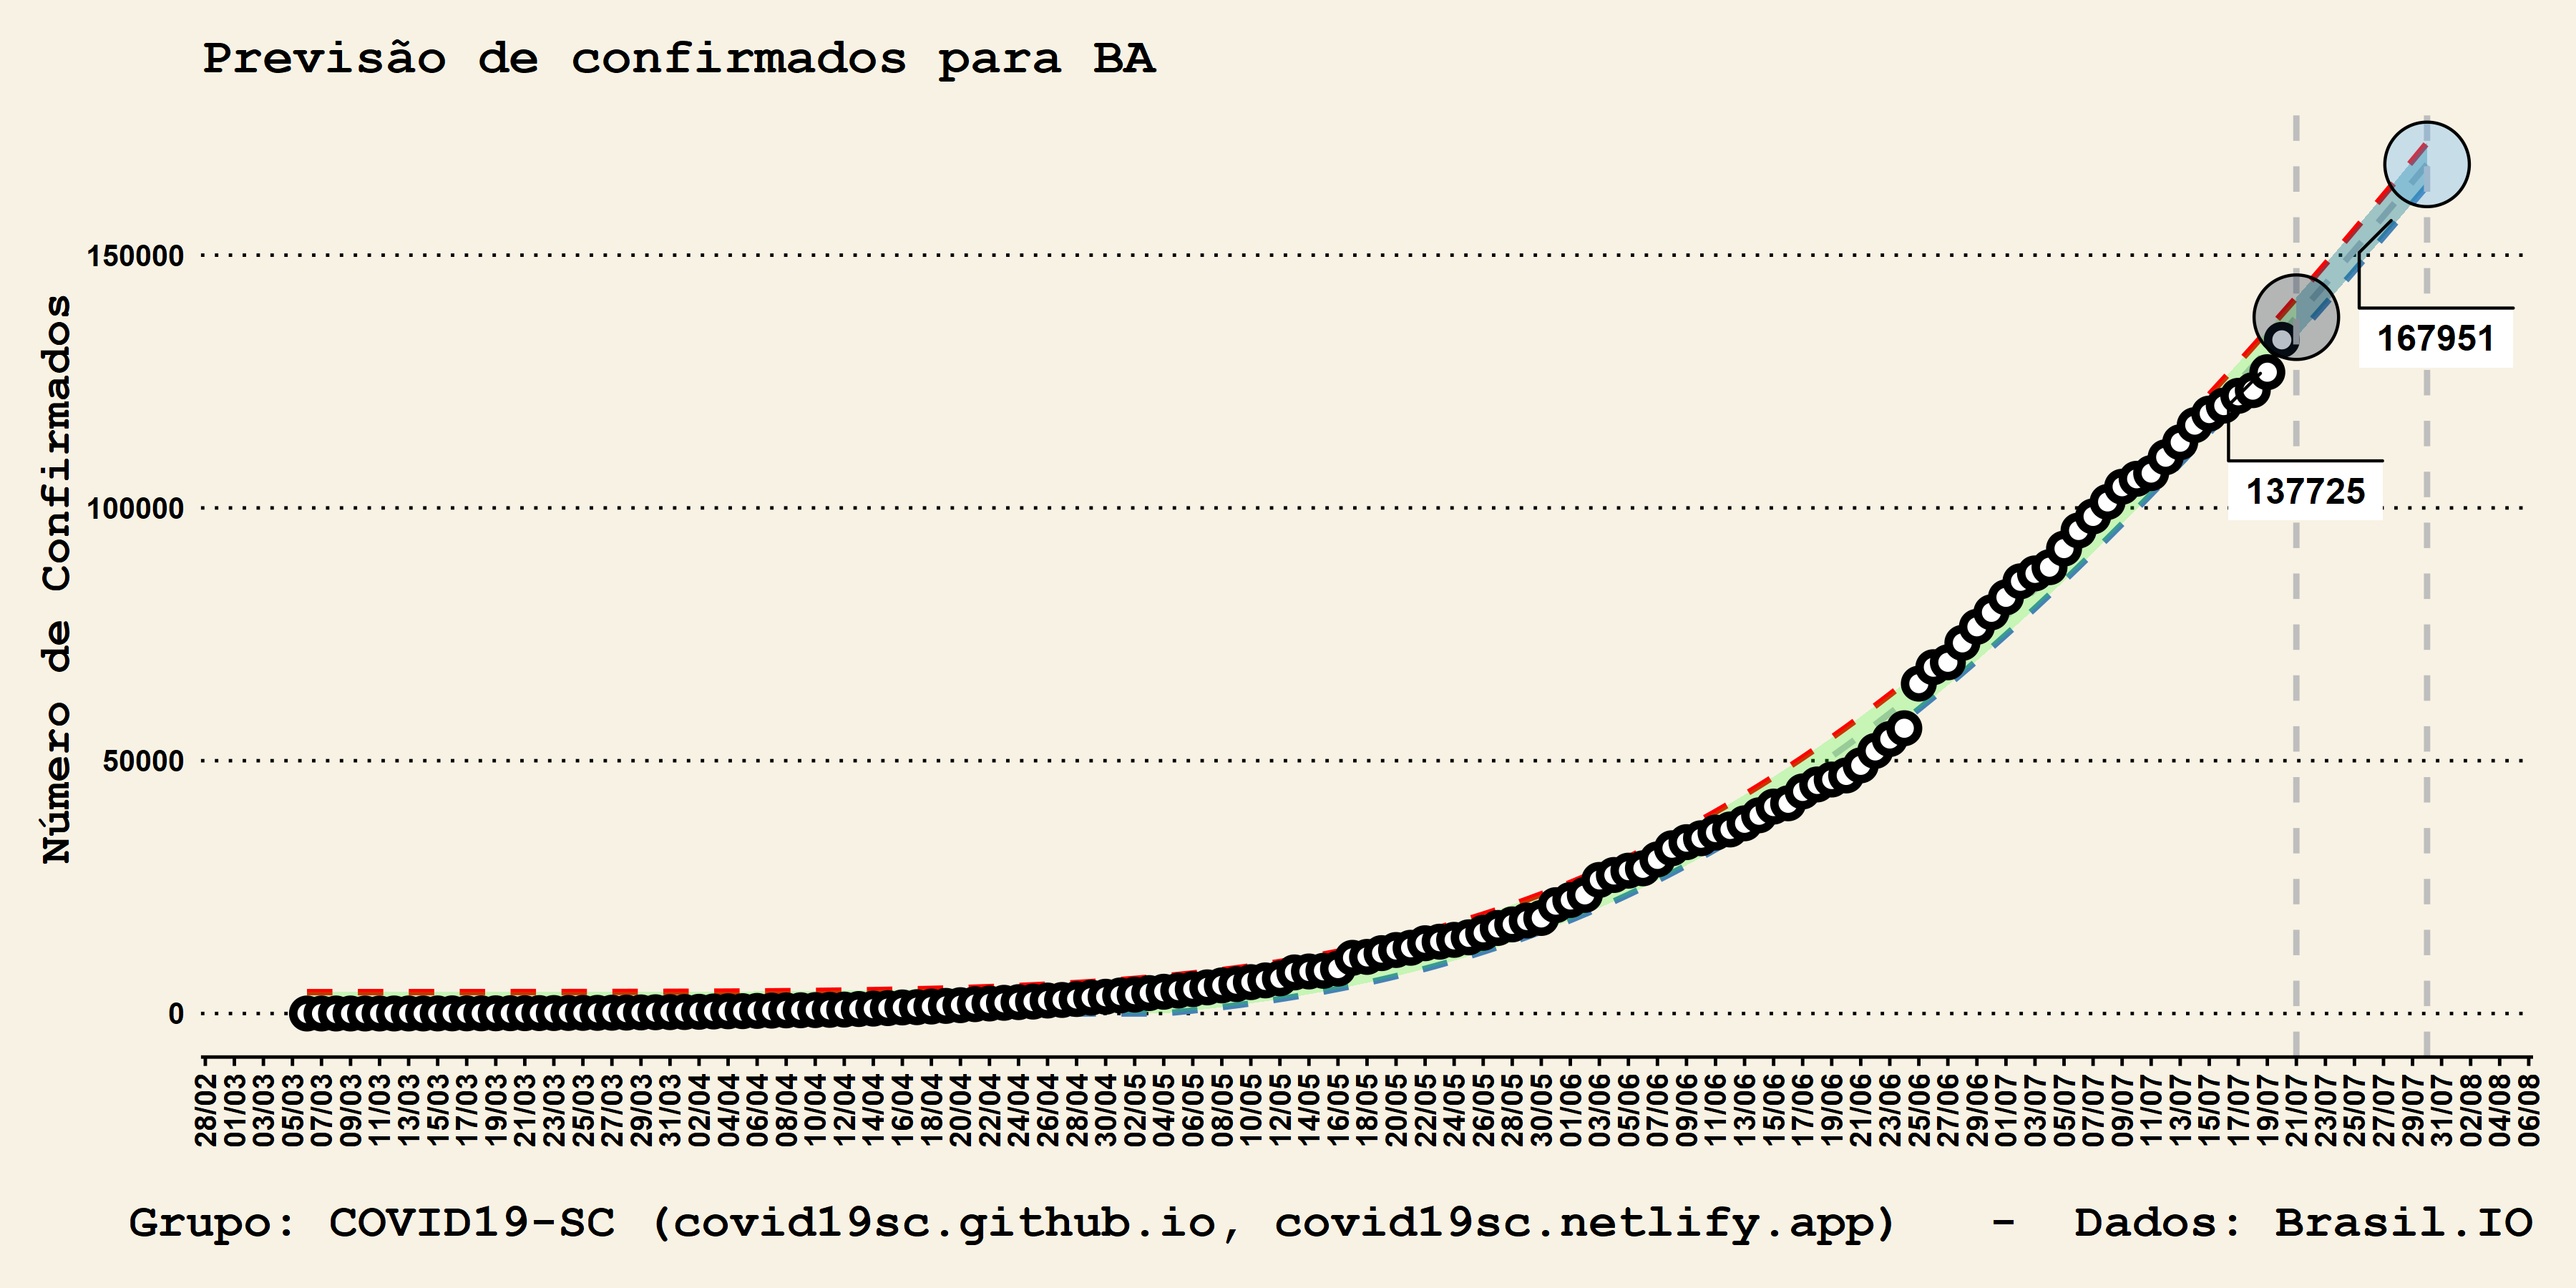 Previsão de confirmados para BA
Número de Confirmados
150000
100000
50000
0
167951
137725
28/02 01/03 03/03 05/03 07/03 09/03 11/03 13/03 15/03 17/03 19/03 21/03 23/03 25/03 27/03 29/03 31/03 02/04 04/04 06/04 08/04 10/04 12/04 14/04 16/04 18/04 20/04 22/04 24/04 26/04 28/04 30/04 02/05 04/05 06/05 08/05 10/05 12/05 14/05 16/05 18/05 20/05 22/05 24/05 26/05 28/05 30/05 01/06 03/06 05/06 07/06 09/06 11/06 13/06 15/06 17/06 19/06 21/06 23/06 25/06 27/06 29/06 01/07 03/07 05/07 07/07 09/07 11/07 13/07 15/07 17/07 19/07 21/07 23/07 25/07 27/07 29/07 31/07 02/08 04/08 06/08
Grupo: COVID19-SC (covid19sc.github.io, covid19sc.netlify.app) - Dados: Brasil.IO